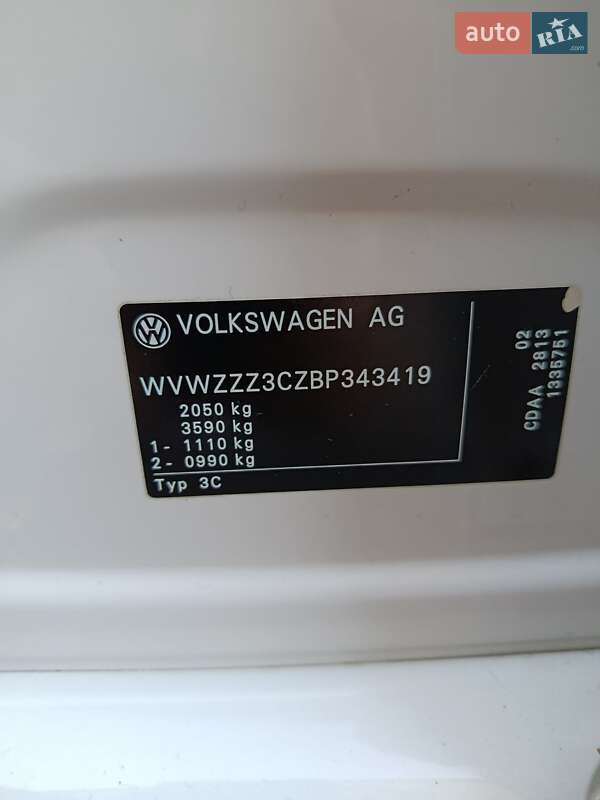 auto RIA .com
VOLKSWAGEN AG
WVWZZZ3CZBP343419
2050 kg
3590 kg
1- 1110 kg
2- 0990 kg
Typ 3C
02
CDAA 2813
1335751